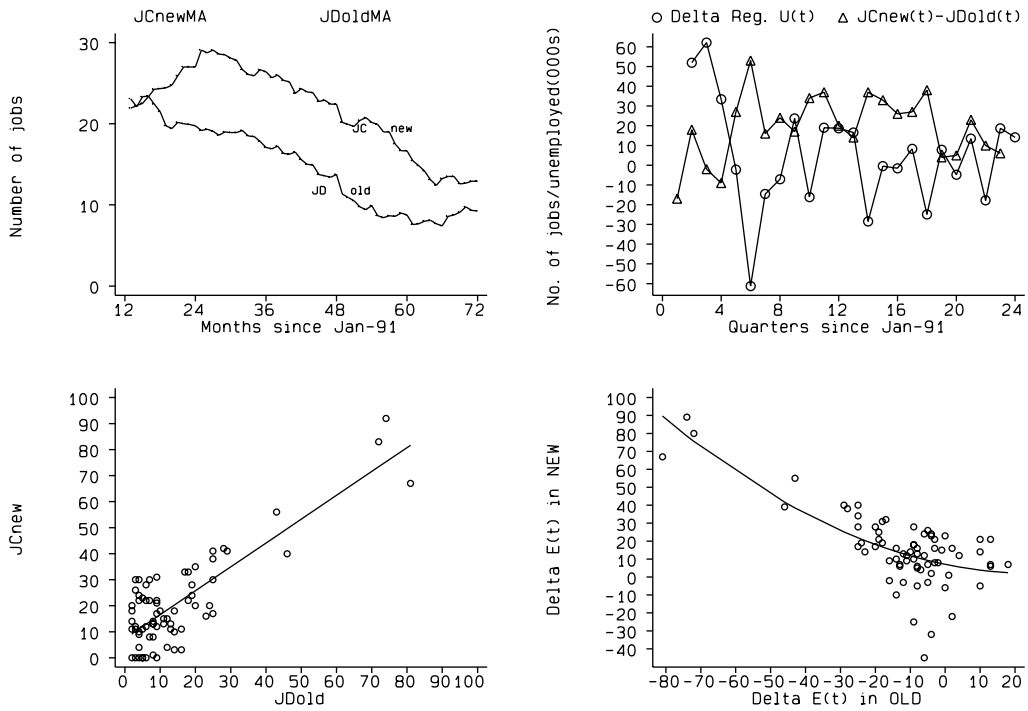 JCnewMA JDoldMA
Number of jobs
30
20
10
0
JC new
JD old
12 24 36 48 60 72
Months since Jan-91
○ Delta Reg. U(t) △ JCnew(t)-JDold(t)
No. of jobs/unemployed(000s)
60
50
40
30
20
10
0
-10
-20
-30
-40
-50
-60
0 4 8 12 16 20 24
Quarters since Jan-91
JCnew
100
90
80
70
60
50
40
30
20
10
0
0 10 20 30 40 50 60 70 80 90 100
JDold
Delta E(t) in NEW
100
90
80
70
60
50
40
30
20
10
0
-10
-20
-30
-40
-80 -70 -60 -50 -40 -30 -20 -10 0 10 20
Delta E(t) in OLD